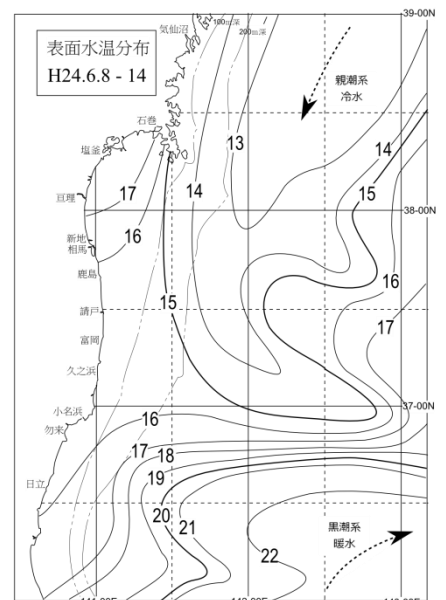 39-00N
表面水温分布
H24.6.8 - 14
気仙沼
100m深
200m深
親潮系
冷水
石巻
塩釜
亘理
新地
相馬
鹿島
請戸
富岡
久之浜
小名浜
勿来
日立
13
14
14
15
17
16
38-00N
15
16
17
37-00N
16
17
18
19
20
21
22
黒潮系
暖水